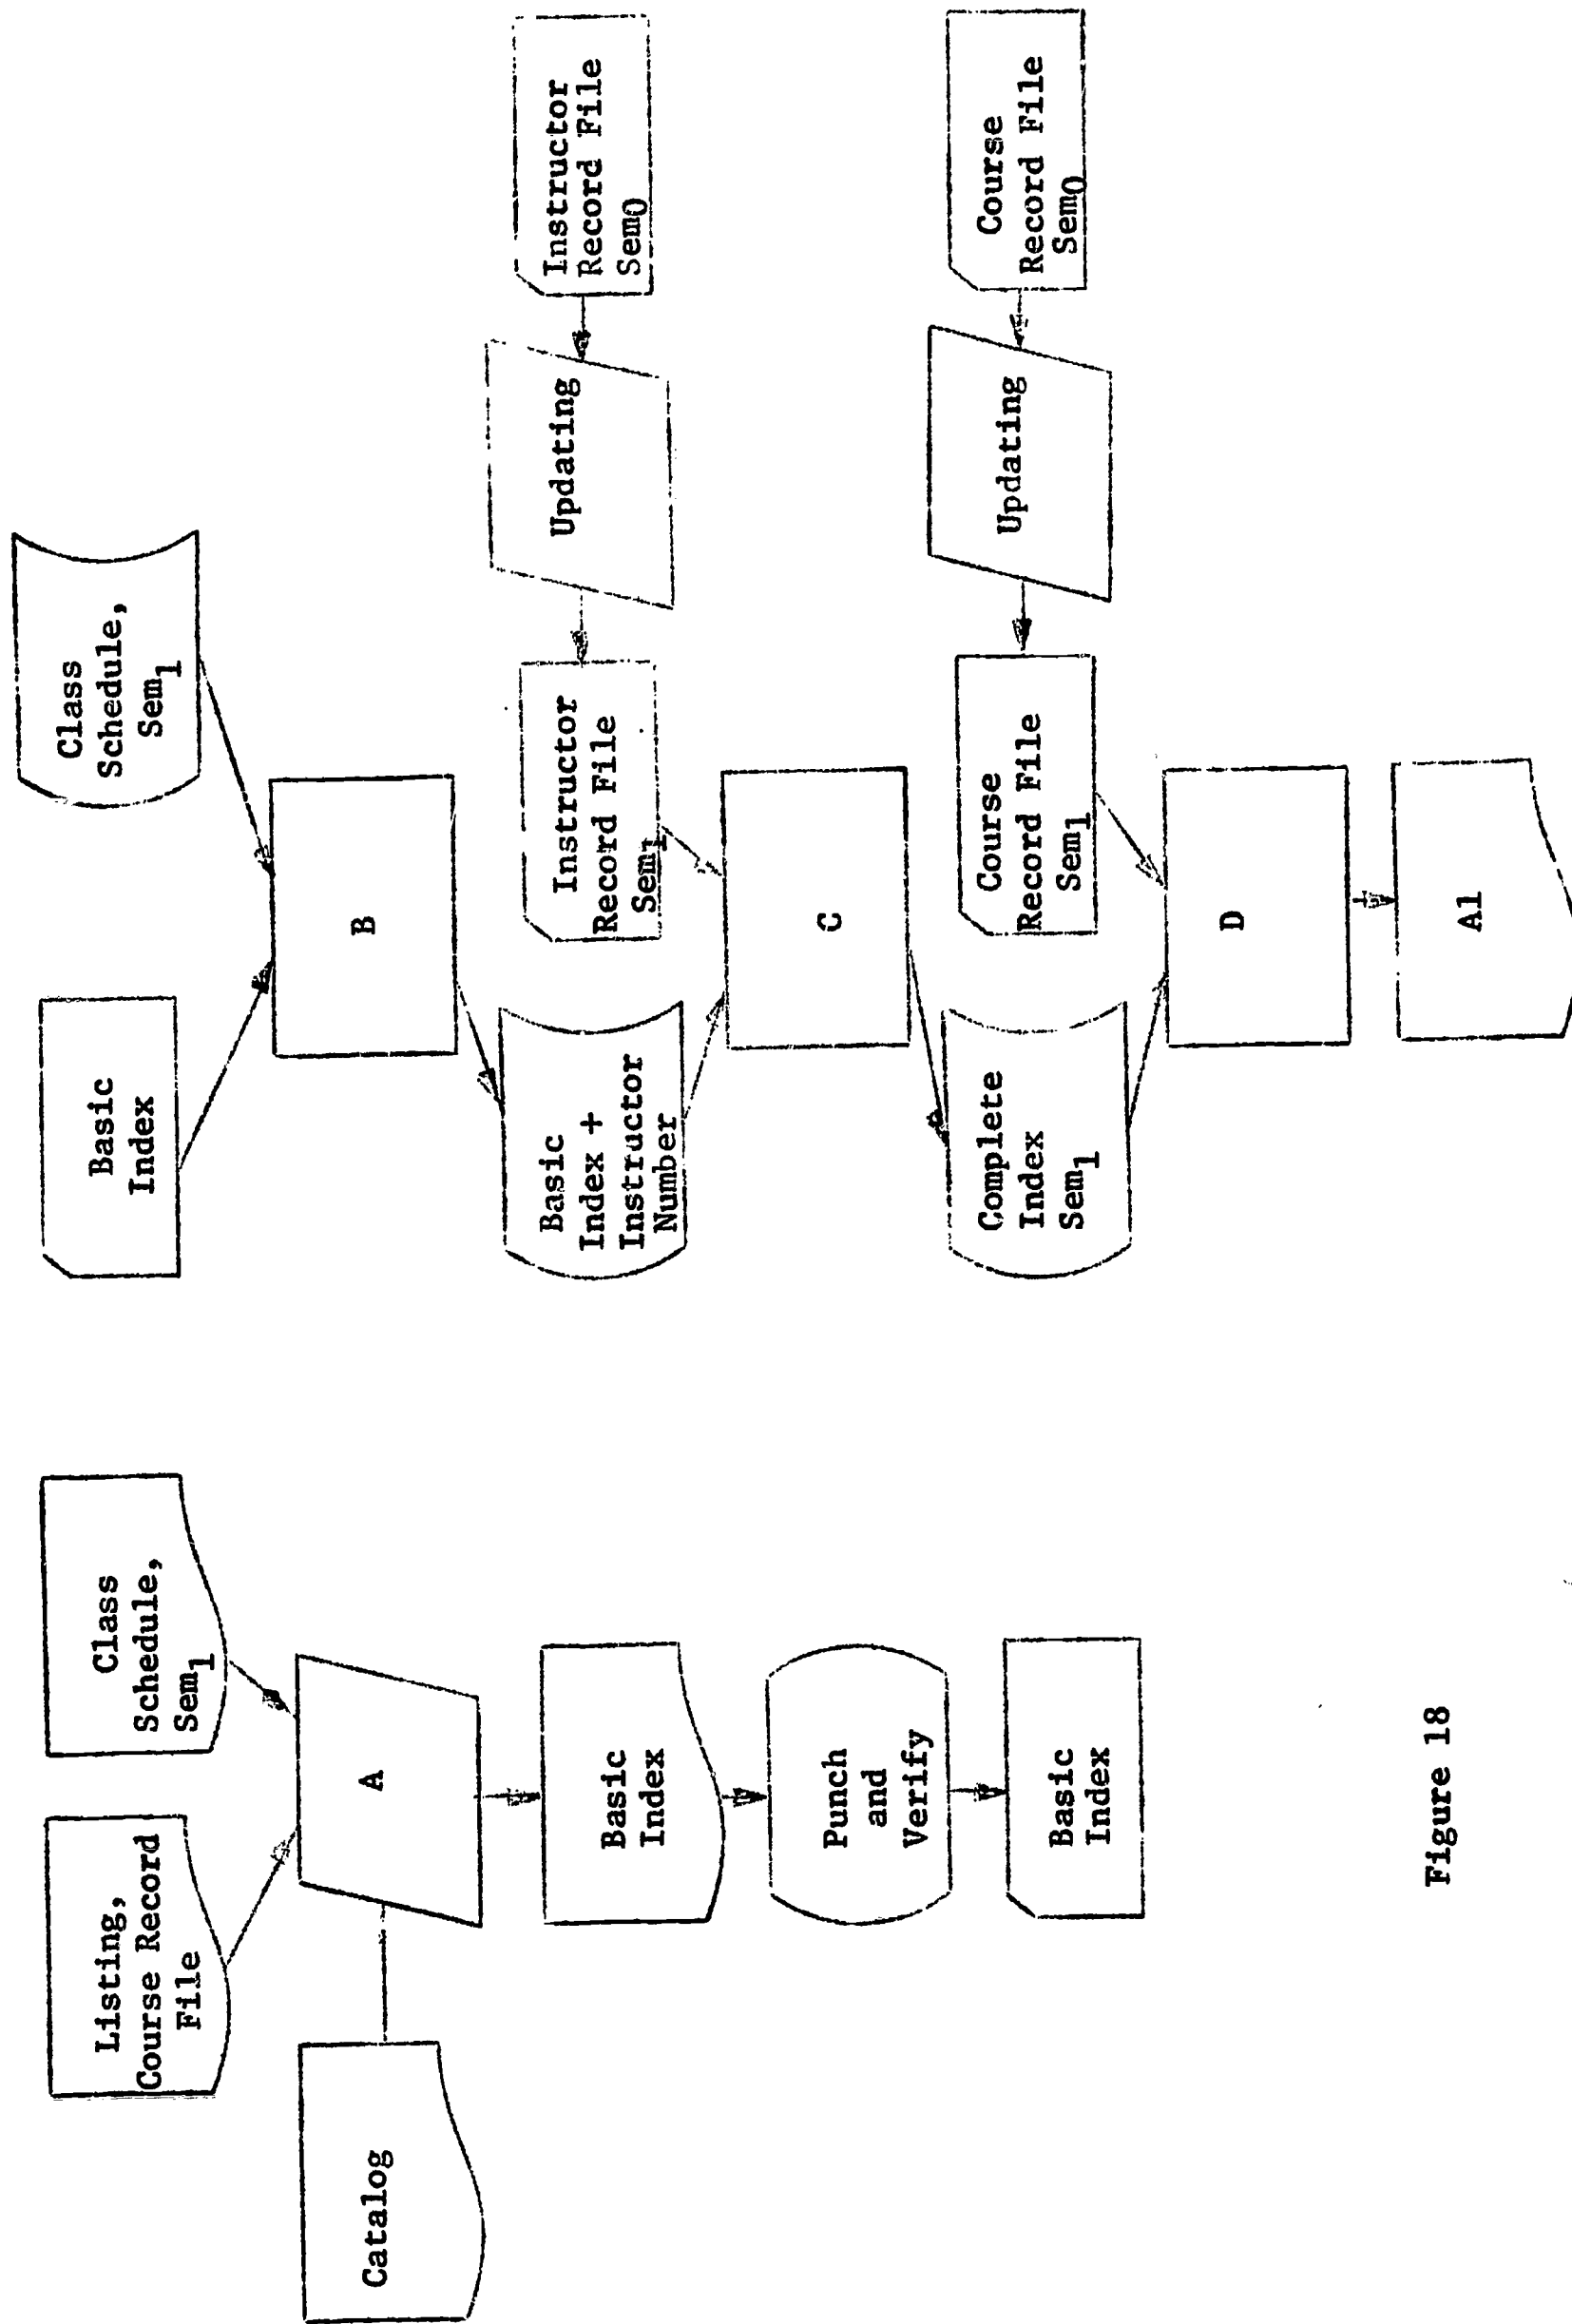 Listing,
Course Record
File
Class
Schedule,
Sem1
Catalog
A
Basic
Index
Punch
and
Verify
Basic
Index
Basic
Index
Class
Schedule,
Sem1
B
Basic
Index +
Instructor
Number
Instructor
Record File
Sem1
Updating
Instructor
Record File
Sem0
C
Complete
Index
Sem1
Course
Record File
Sem1
Updating
Course
Record File
Sem0
D
A1
Figure 18